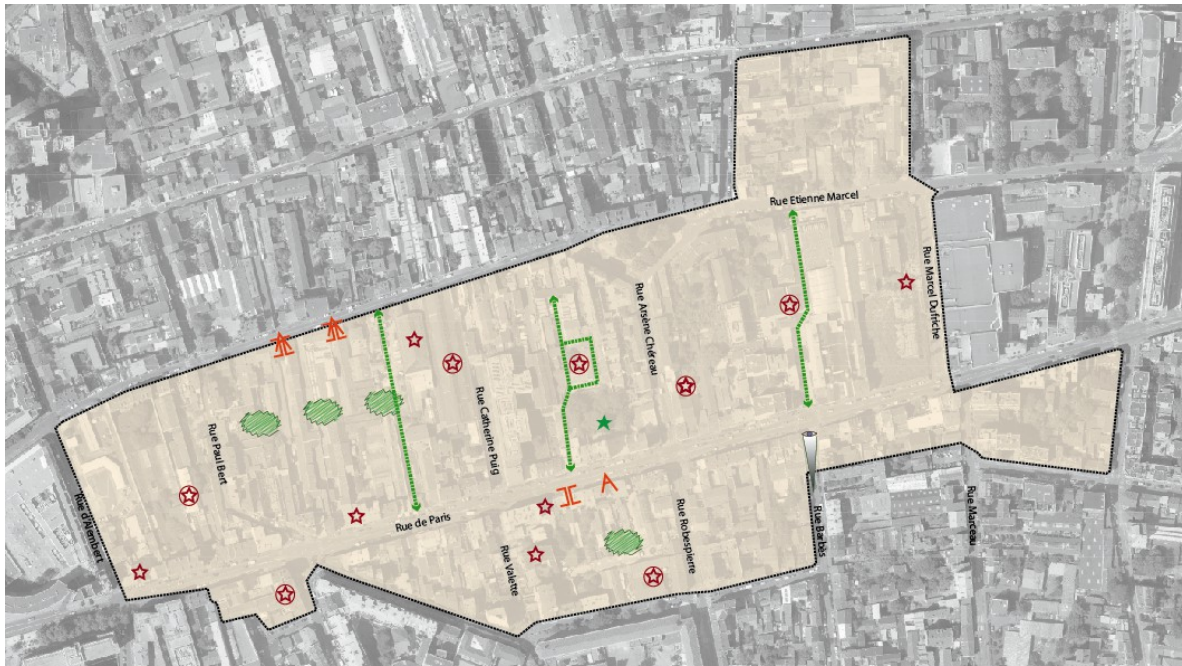 Rue Etienne Marcel
Rue Marcel Dufriche
Rue Arsène Chéreau
Rue Catherine Puig
Rue Paul Bert
Rue d'Alembert
Rue de Paris
Rue Valette
Rue Robespierre
Rue Barbès
Rue Marceau